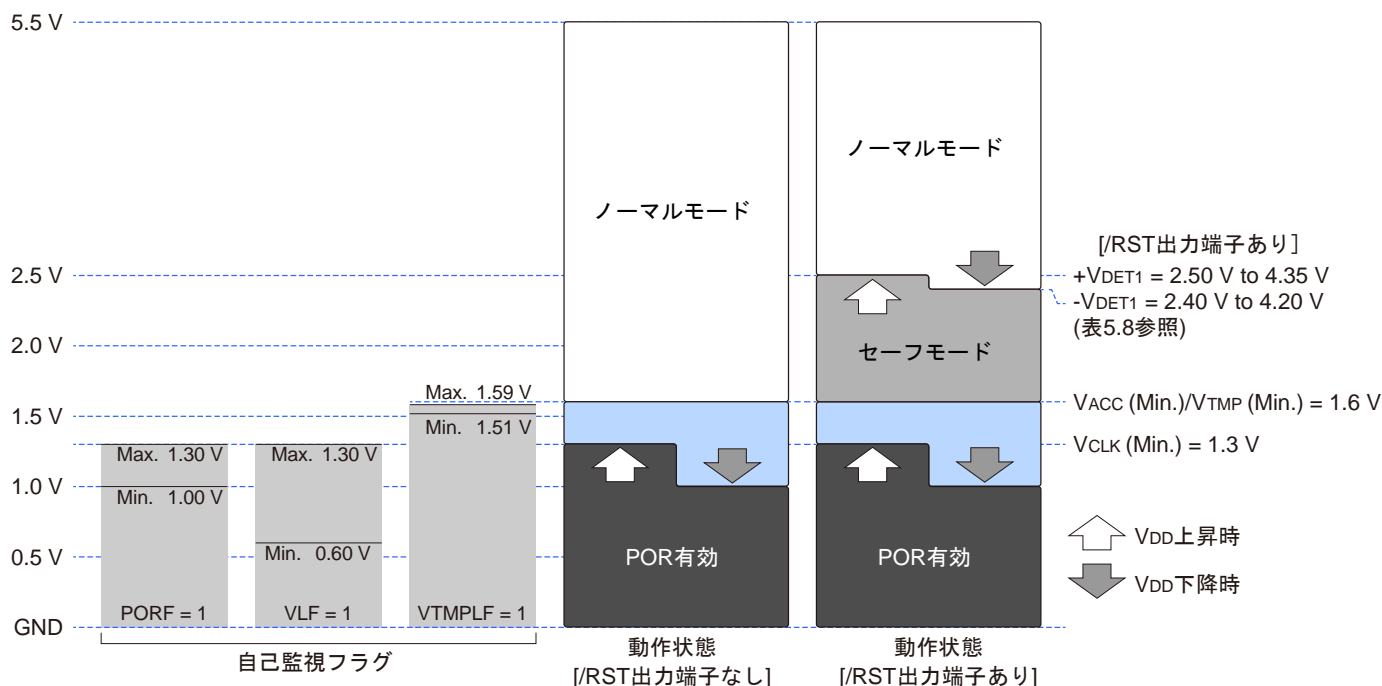 5.5 V
2.5 V
2.0 V
1.5 V
1.0 V
0.5 V
GND
Max. 1.30 V
Min. 1.00 V
PORF = 1
Max. 1.30 V
Min. 0.60 V
VLF = 1
Max. 1.59 V
Min. 1.51 V
VTMPLF = 1
自己監視フラグ
ノーマルモード
POR有効
動作状態
[/RST出力端子なし]
ノーマルモード
セーフモード
POR有効
動作状態
[/RST出力端子あり]
[/RST出力端子あり]
+VDET1 = 2.50 V to 4.35 V
-VDET1 = 2.40 V to 4.20 V
(表5.8参照)
VACC (Min.)/VTMP (Min.) = 1.6 V
VCLK (Min.) = 1.3 V
VDD上昇時
VDD下降時